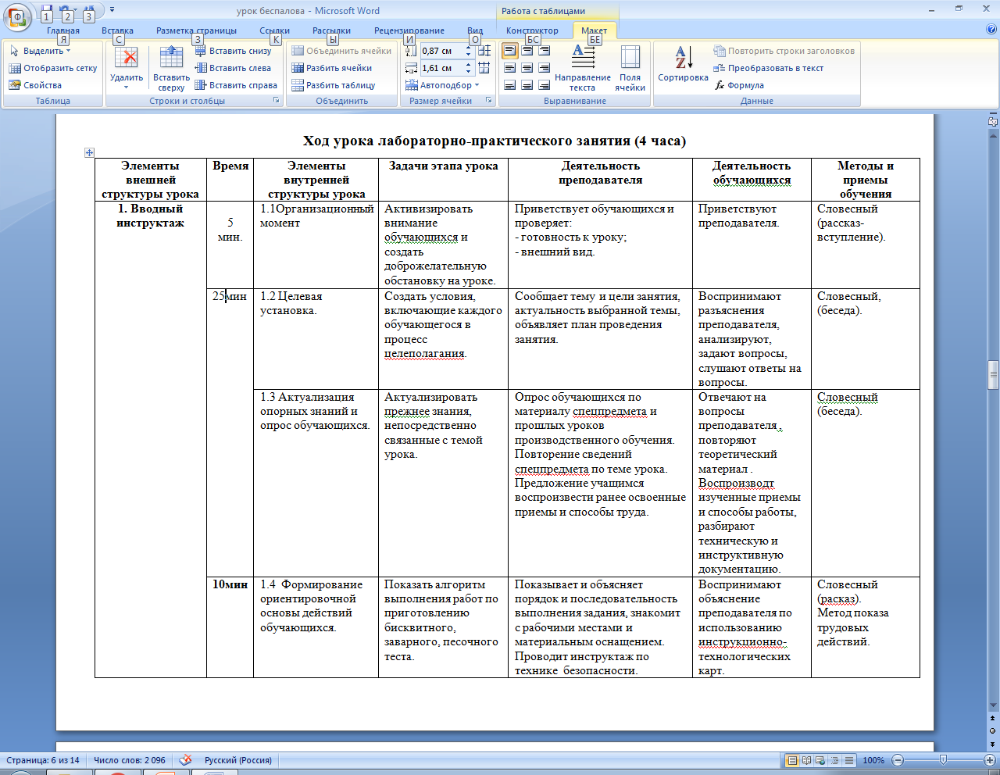 урок беспалова - Microsoft Word
Работа с таблицами
Ф
1
2
3
Главная
Вставка
Разметка страницы
Ссылки
Рассылки
Рецензирование
Вид
Конструктор
Макет
Я
С
З
К
Ы
И
О
БС
БЕ
Выделить
Отобразить сетку
Свойства
Таблица
Удалить
Вставить сверху
Вставить снизу
Вставить слева
Вставить справа
Строки и столбцы
Объединить ячейки
Разбить ячейки
Разбить таблицу
Объединить
0,87 см
1,61 см
Автоподбор
Размер ячейки
Направление текста
Поля ячейки
Выравнивание
Сортировка
Повторить строки заголовков
Преобразовать в текст
Формула
Данные
Ход урока лабораторно-практического занятия (4 часа)
Элементы
внешней
структуры урока
Время
Элементы
внутренней
структуры урока
Задачи этапа урока
Деятельность
преподавателя
Деятельность
обучающихся
Методы и
приемы
обучения
1. Вводный
инструктаж
5
мин.
1.1Организационный
момент
Активизировать
внимание
обучающихся и
создать
доброжелательную
обстановку на уроке.
Приветствует обучающихся и
проверяет:
- готовность к уроку;
- внешний вид.
Приветствуют
преподавателя.
Словесный
(рассказ-
вступление).
25мин
1.2 Целевая
установка.
Создать условия,
включающие каждого
обучающегося в
процесс
целеполагания.
Сообщает тему и цели занятия,
актуальность выбранной темы,
объявляет план проведения
занятия.
Воспринимают
разъяснения
преподавателя,
анализируют,
задают вопросы,
слушают ответы на
вопросы.
Словесный,
(беседа).
1.3 Актуализация
опорных знаний и
опрос обучающихся.
Актуализировать
прежнее знания,
непосредственно
связанные с темой
урока.
Опрос обучающихся по
материалу спецпредмета и
прошлых уроков
производственного обучения.
Повторение сведений
спецпредмета по теме урока.
Предложение учащимся
воспроизвести ранее освоенные
приемы и способы труда.
Отвечают на
вопросы
преподавателя ,
повторяют
теоретический
материал .
Воспроизводт
изученные приемы
и способы работы,
разбирают
техническую и
инструктивную
документацию.
Словесный
(беседа).
10мин
1.4 Формирование
ориентировочной
основы действий
обучающихся.
Показать алгоритм
выполнения работ по
приготовлению
бисквитного,
заварного, песочного
теста.
Показывает и объясняет
порядок и последовательность
выполнения задания, знакомит
с рабочими местами и
материальным оснащением.
Проводит инструктаж по
технике безопасности.
Воспринимают
объяснение
преподавателя по
использованию
инструкционно-
технологических
карт.
Словесный
(расказ).
Метод показа
трудовых
действий.
Страница: 6 из 14
Число слов: 2 096
Русский (Россия)
100%